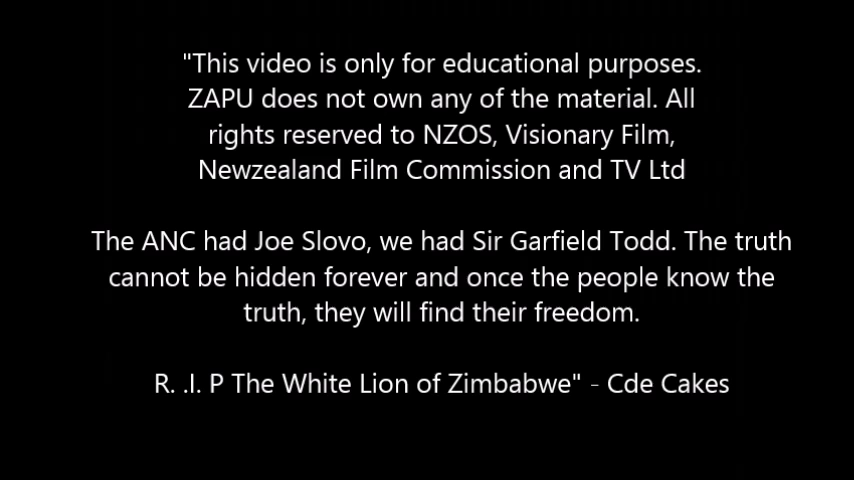 "This video is only for educational purposes.
ZAPU does not own any of the material. All
rights reserved to NZOS, Visionary Film,
Newzealand Film Commission and TV Ltd
The ANC had Joe Slovo, we had Sir Garfield Todd. The truth
cannot be hidden forever and once the people know the
truth, they will find their freedom.
R. .I. P The White Lion of Zimbabwe" - Cde Cakes